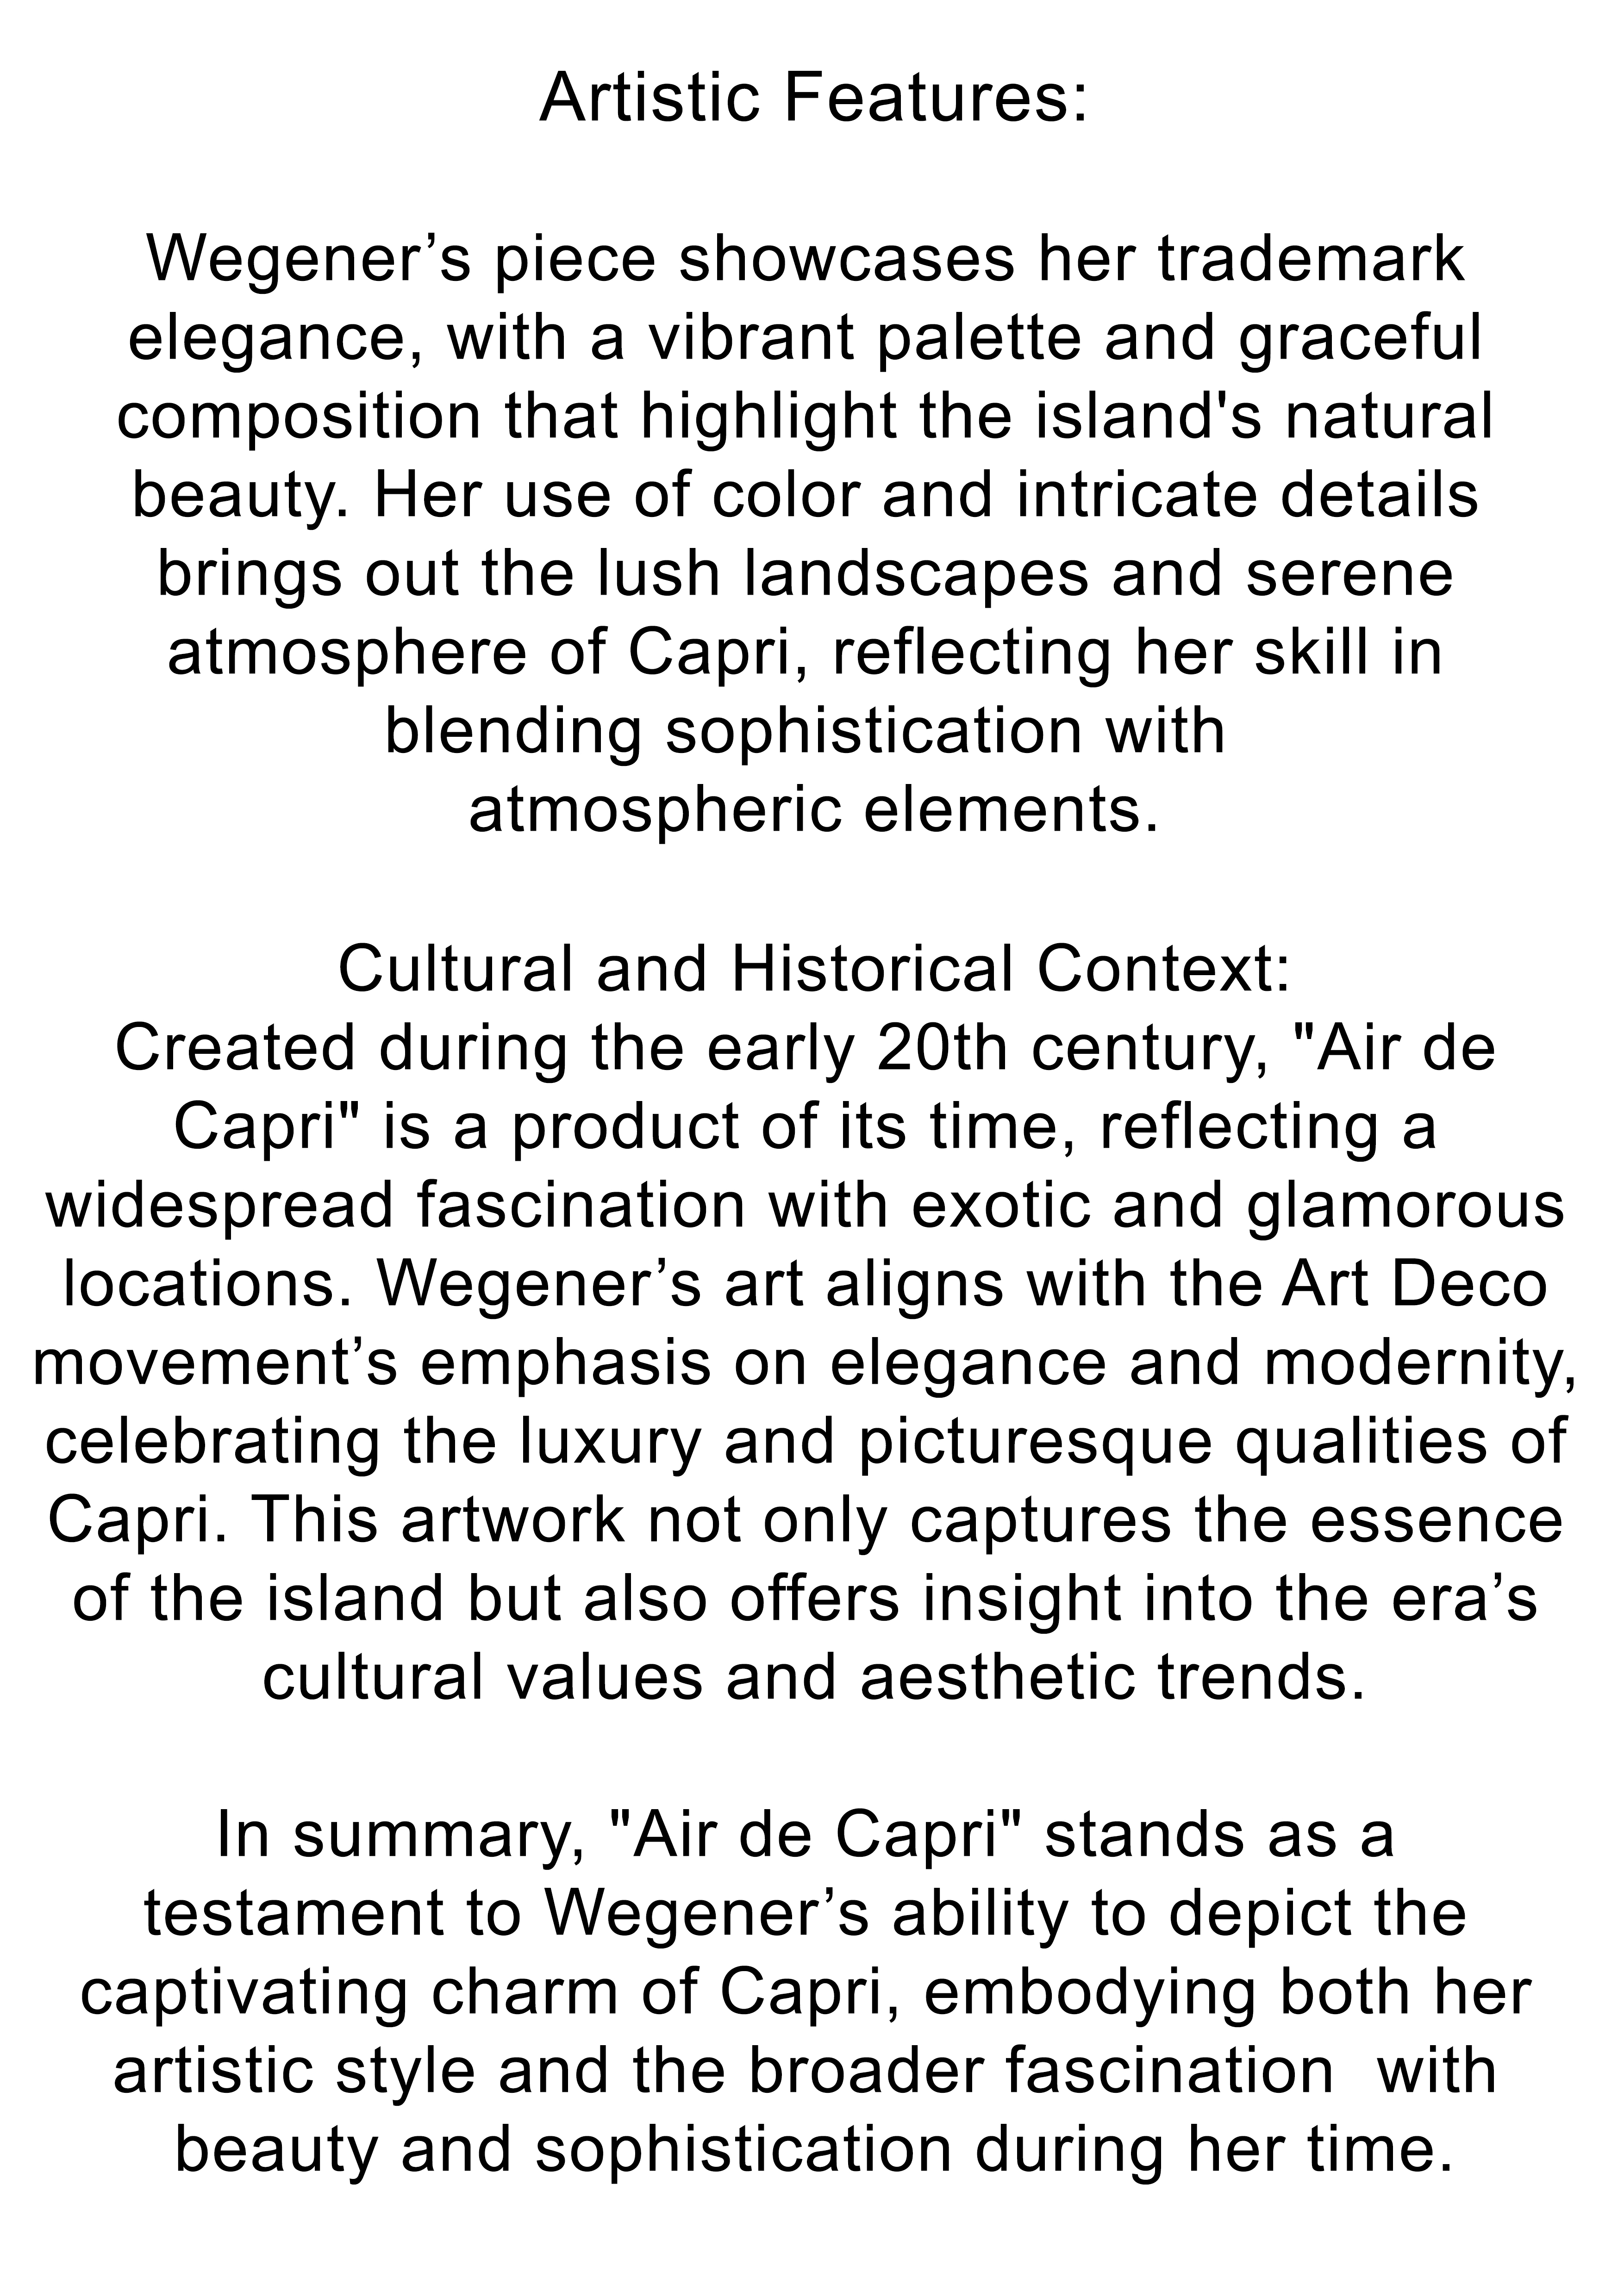 Artistic Features:
Wegener’s piece showcases her trademark
elegance, with a vibrant palette and graceful
composition that highlight the island's natural
beauty. Her use of color and intricate details
brings out the lush landscapes and serene
atmosphere of Capri, reflecting her skill in
blending sophistication with
atmospheric elements.
Cultural and Historical Context:
Created during the early 20th century, "Air de
Capri" is a product of its time, reflecting a
widespread fascination with exotic and glamorous
locations. Wegener’s art aligns with the Art Deco
movement’s emphasis on elegance and modernity,
celebrating the luxury and picturesque qualities of
Capri. This artwork not only captures the essence
of the island but also offers insight into the era’s
cultural values and aesthetic trends.
In summary, "Air de Capri" stands as a
testament to Wegener’s ability to depict the
captivating charm of Capri, embodying both her
artistic style and the broader fascination  with
beauty and sophistication during her time.